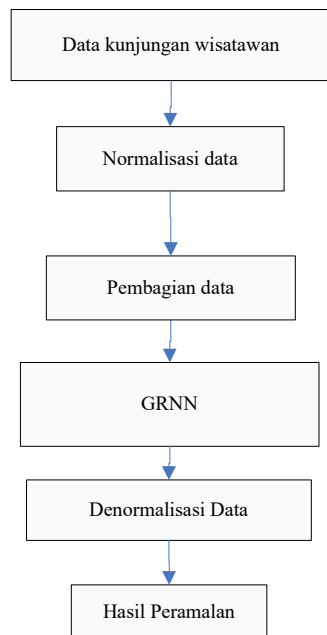 Data kunjungan wisatawan
Normalisasi data
Pembagian data
GRNN
Denormalisasi Data
Hasil Peramalan